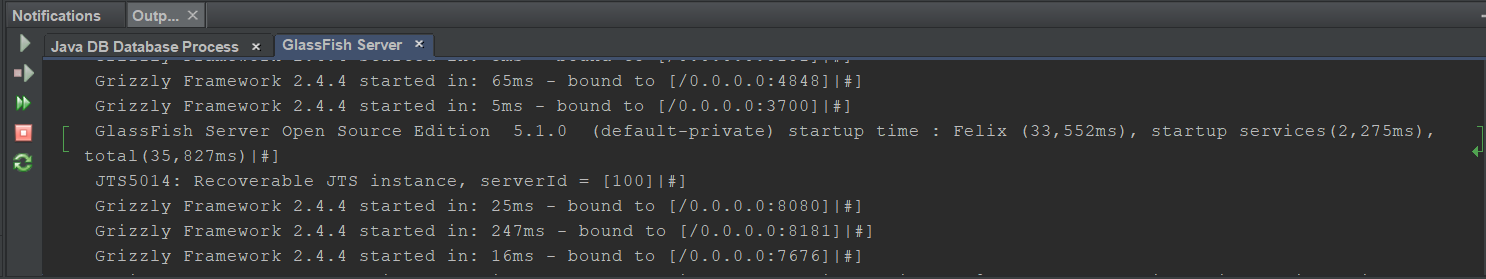 Notifications
Outp...
Java DB Database Process
GlassFish Server
Grizzly Framework 2.4.4 started in: 65ms - bound to [/0.0.0.0:4848]|#]
Grizzly Framework 2.4.4 started in: 5ms - bound to [/0.0.0.0:3700]|#]
GlassFish Server Open Source Edition  5.1.0  (default-private) startup time : Felix (33,552ms), startup services(2,275ms),
total(35,827ms)|#]
JTS5014: Recoverable JTS instance, serverId = [100]|#]
Grizzly Framework 2.4.4 started in: 25ms - bound to [/0.0.0.0:8080]|#]
Grizzly Framework 2.4.4 started in: 247ms - bound to [/0.0.0.0:8181]|#]
Grizzly Framework 2.4.4 started in: 16ms - bound to [/0.0.0.0:7676]|#]